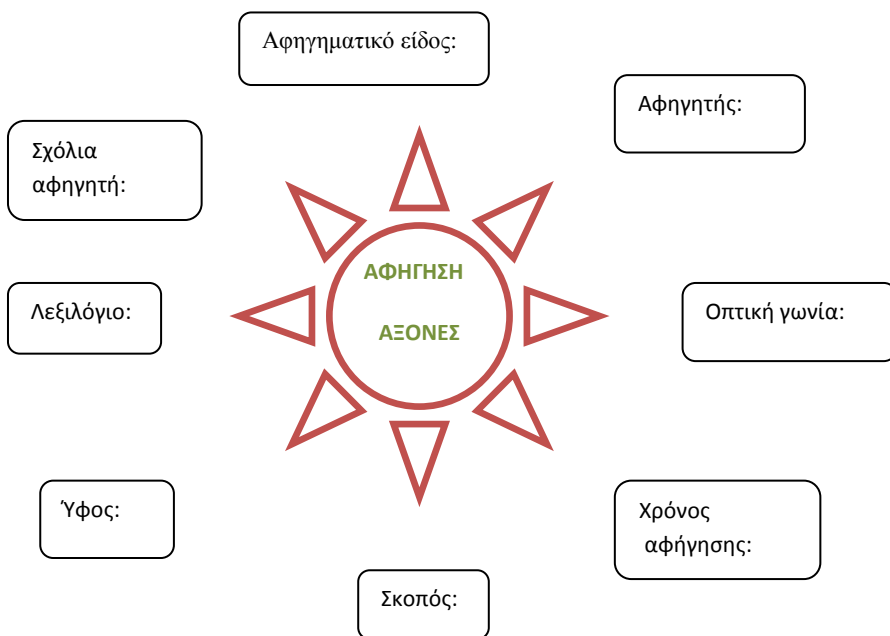 Αφηγηματικό είδος:
Αφηγητής:
Σχόλια
αφηγητή:
ΑΦΗΓΗΣΗ
ΑΞΟΝΕΣ
Λεξιλόγιο:
Οπτική γωνία:
Ύφος:
Χρόνος
αφήγησης:
Σκοπός: